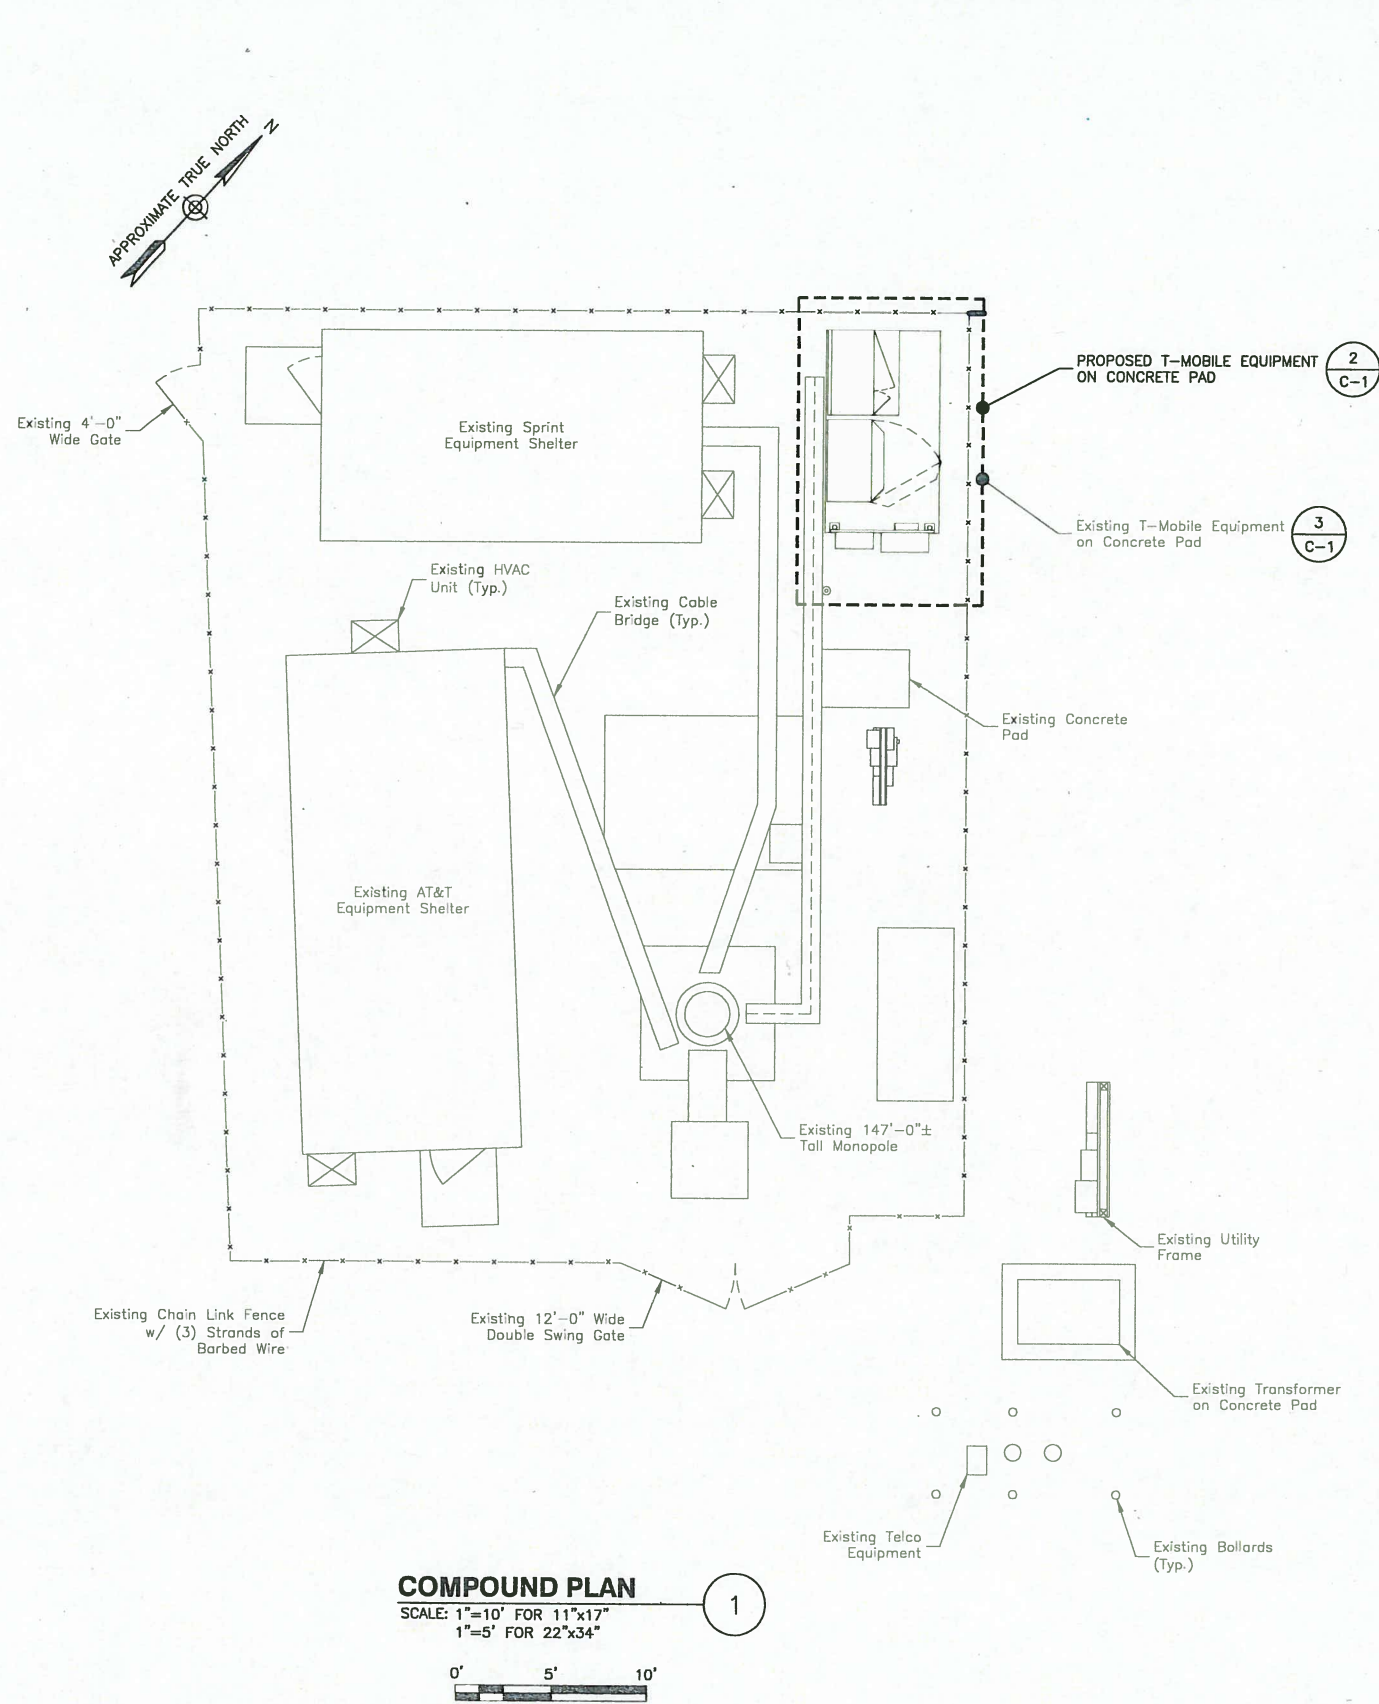 APPROXIMATE TRUE NORTH
N
PROPOSED T-MOBILE EQUIPMENT
ON CONCRETE PAD
2
C-1
Existing 4'-0"
Wide Gate
Existing Sprint
Equipment Shelter
Existing T-Mobile Equipment
on Concrete Pad
3
C-1
Existing HVAC
Unit (Typ.)
Existing Cable
Bridge (Typ.)
Existing Concrete
Pad
Existing AT&T
Equipment Shelter
Existing 147'-0"±
Tall Monopole
Existing Utility
Frame
Existing Chain Link Fence
w/ (3) Strands of
Barbed Wire
Existing 12'-0" Wide
Double Swing Gate
Existing Transformer
on Concrete Pad
Existing Telco
Equipment
Existing Bollards
(Typ.)
COMPOUND PLAN
SCALE: 1"=10' FOR 11"x17"
1"=5' FOR 22"x34"
1
0'
5'
10'